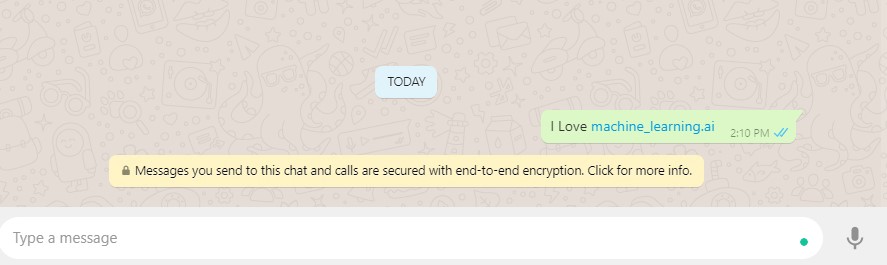 TODAY
I Love machine_learning.ai
2:10 PM
Messages you send to this chat and calls are secured with end-to-end encryption. Click for more info.
Type a message